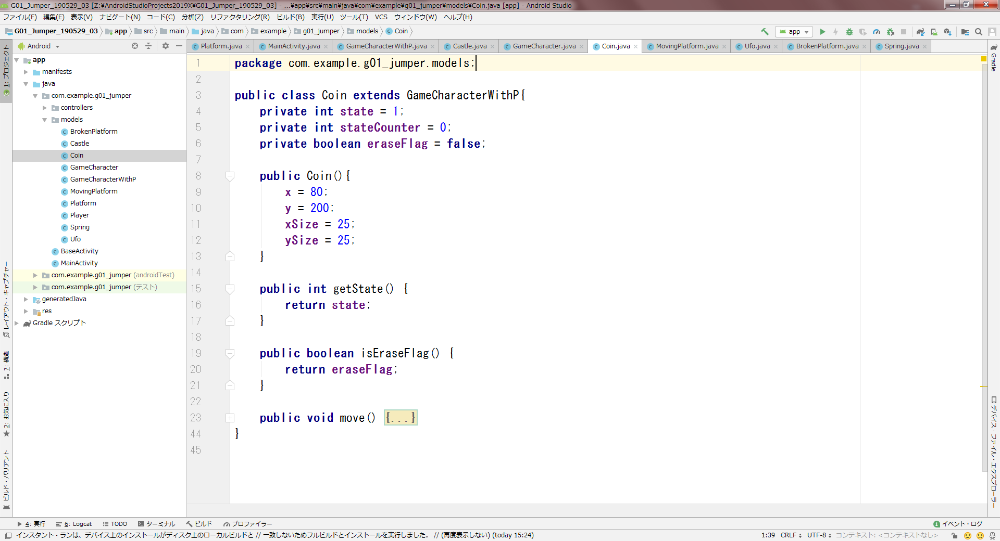 G01_Jumper_190529_03 [Z:¥AndroidStudioProjects2019X¥G01_Jumper_190529_03] - ...¥app¥src¥main¥java¥com¥example¥g01_jumper¥models¥Coin.java [app] - Android Studio
ファイル(F) 編集(E) 表示(V) ナビゲート(N) コード(C) 分析(Z) リファクタリング(R) ビルド(B) 実行(U) ツール(T) VCS ウィンドウ(W) ヘルプ(H)
G01_Jumper_190529_03 app src main java com example g01_jumper models Coin app
Android
Platform.java MainActivity.java GameCharacterWithP.java Castle.java GameCharacter.java Coin.java MovingPlatform.java Ufo.java BrokenPlatform.java Spring.java
1: プロジェクト
レイアウト・キャプチャー
7: 構造
2: お気に入り
ビルド・バリアント
app
manifests
java
com.example.g01_jumper
controllers
models
BrokenPlatform
Castle
Coin
GameCharacter
GameCharacterWithP
MovingPlatform
Platform
Player
Spring
Ufo
BaseActivity
MainActivity
com.example.g01_jumper (androidTest)
com.example.g01_jumper (テスト)
generatedJava
res
Gradle スクリプト
1 package com.example.g01_jumper.models;
2
3 public class Coin extends GameCharacterWithP{
4 private int state = 1;
5 private int stateCounter = 0;
6 private boolean eraseFlag = false;
7
8 public Coin(){
9 x = 80;
10 y = 200;
11 xSize = 25;
12 ySize = 25;
13 }
14
15 public int getState() {
16 return state;
17 }
18
19 public boolean isEraseFlag() {
20 return eraseFlag;
21 }
22
23 public void move() {...}
44 }
45
Gradle
デバイス・ファイル・エクスプローラー
4: 実行 6: Logcat TODO ターミナル ビルド プロファイラー 1 イベント・ログ
インスタント・ランは、デバイス上のインストールがディスク上のローカルビルドと // 一致しないためフルビルドとインストールを実行しました。 // (再度表示しない) (today 15:24) 1:39 CRLF UTF-8 コンテキスト: <コンテキストなし>